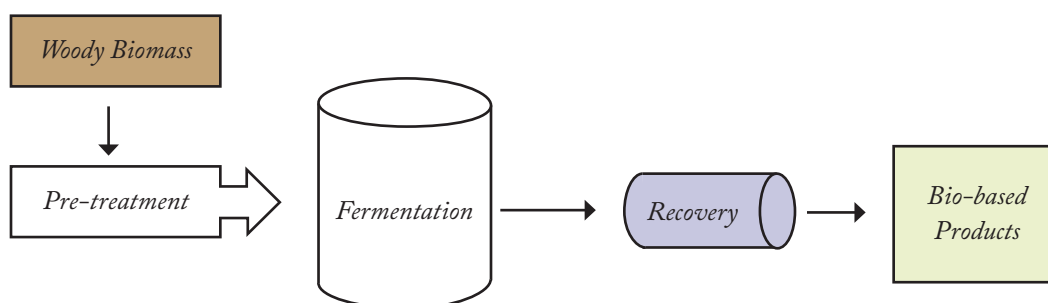 Woody Biomass
Pre-treatment
Fermentation
Recovery
Bio-based
Products